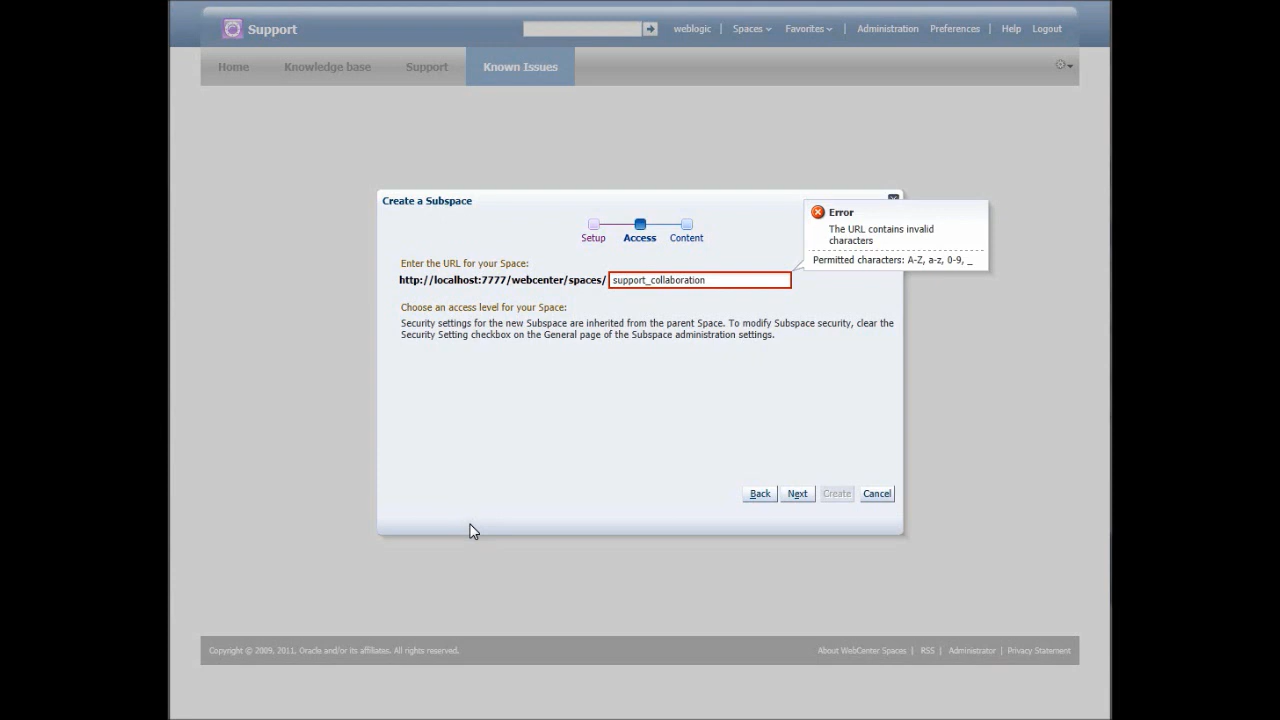 Support
weblogic | Spaces | Favorites | Administration Preferences | Help Logout
Home Knowledge base Support Known Issues
Create a Subspace
Setup Access Content
Error
The URL contains invalid
characters
Permitted characters: A-Z, a-z, 0-9, _
Enter the URL for your Space:
http://localhost:7777/webcenter/spaces/ support_collaboration
Choose an access level for your Space:
Security settings for the new Subspace are inherited from the parent Space. To modify Subspace security, clear the
Security Setting checkbox on the General page of the Subspace administration settings.
Back Next Create Cancel
Copyright © 2009, 2011, Oracle and/or its affiliates. All rights reserved.
About WebCenter Spaces | RSS | Administrator | Privacy Statement